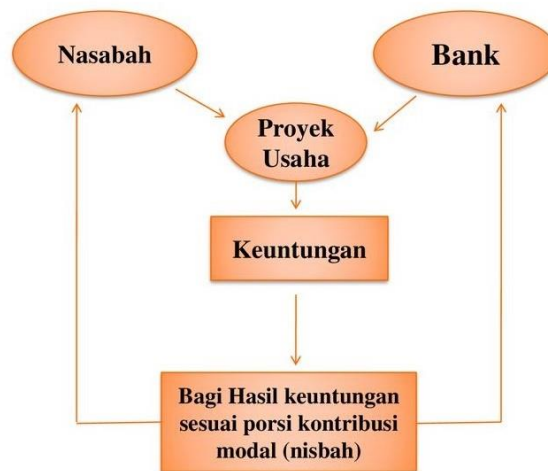 Nasabah
Bank
Proyek
Usaha
Keuntungan
Bagi Hasil keuntungan
sesuai porsi kontribusi
modal (nisbah)